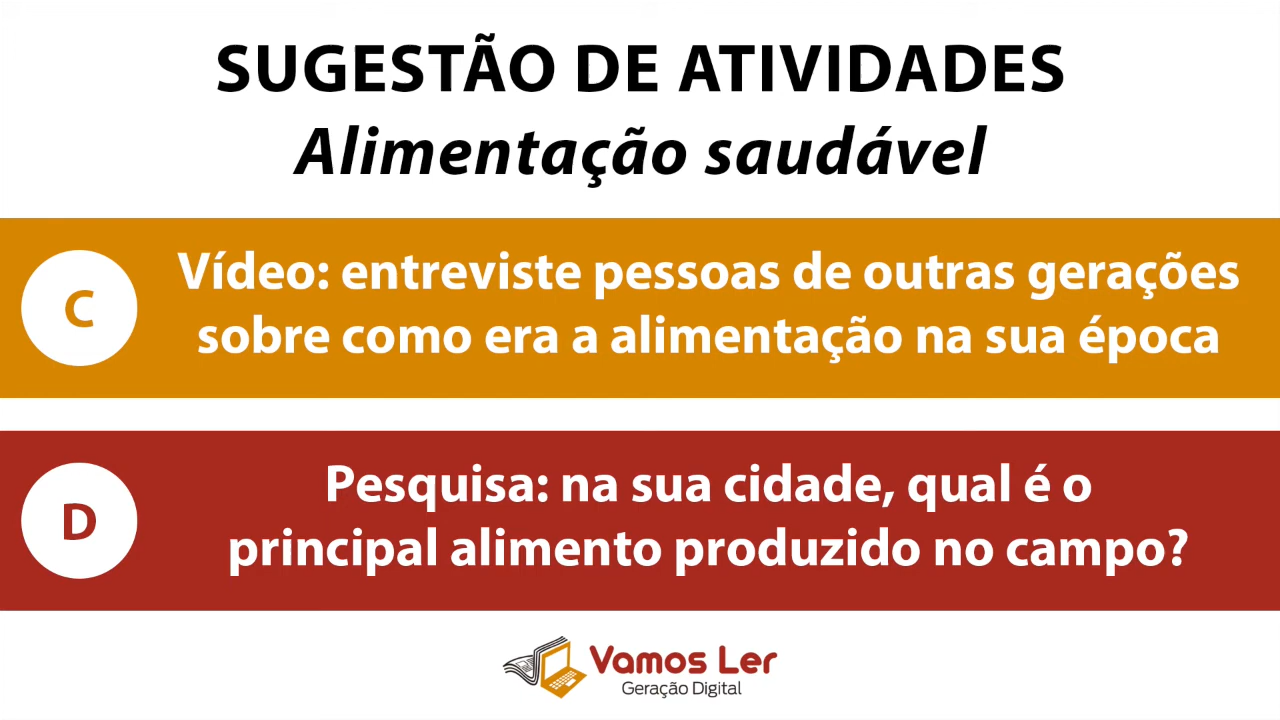 SUGESTÃO DE ATIVIDADES
Alimentação saudável
C
Vídeo: entreviste pessoas de outras gerações
sobre como era a alimentação na sua época
D
Pesquisa: na sua cidade, qual é o
principal alimento produzido no campo?
Vamos Ler
Geração Digital